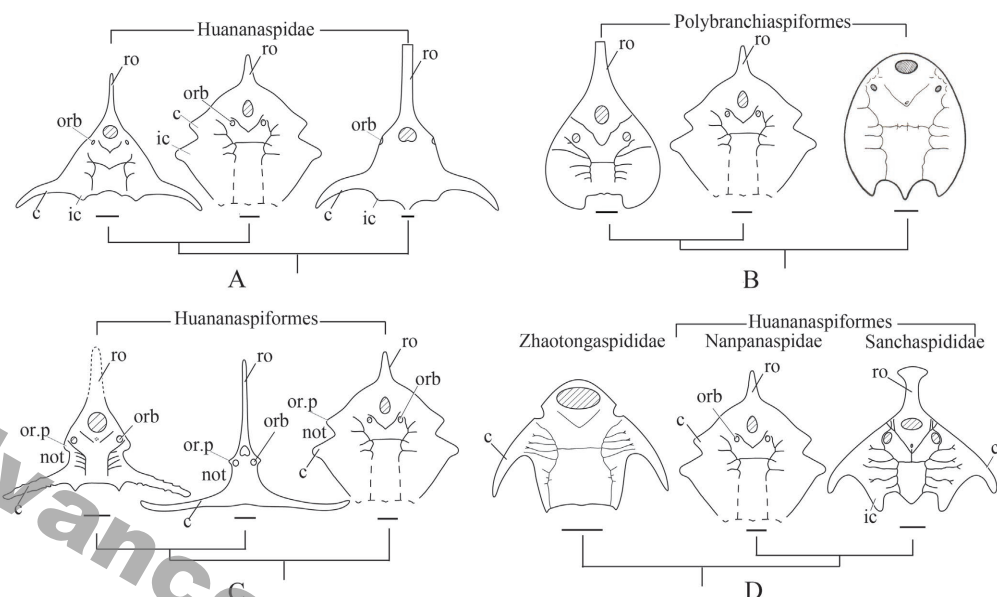 Huananaspidae
ro
orb
c
ic
ro
orb
c
ic
ro
orb
c
ic
A
Polybranchiaspiformes
ro
ro
B
Huananaspiformes
ro
or.p
orb
not
c
ro
or.p
orb
not
c
ro
or.p
orb
not
c
C
Huananaspiformes
Zhaotongaspididae Nanpanaspidae Sanchaspididae
c
ro
orb
c
ro
c
ic
D